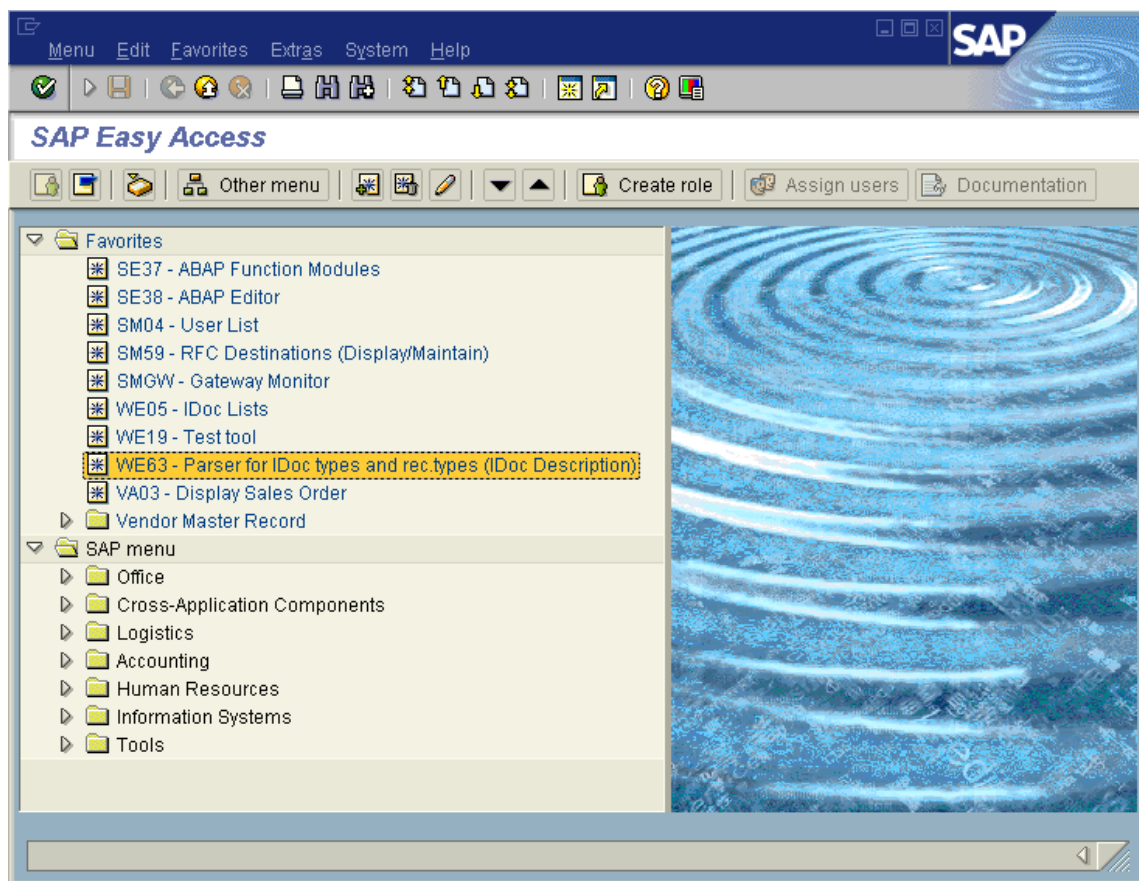 Menu Edit Favorites Extras System Help
SAP
SAP Easy Access
Other menu Create role Assign users Documentation
Favorites
SE37 - ABAP Function Modules
SE38 - ABAP Editor
SM04 - User List
SM59 - RFC Destinations (Display/Maintain)
SMGW - Gateway Monitor
WE05 - IDoc Lists
WE19 - Test tool
WE63 - Parser for IDoc types and rec.types (IDoc Description)
VA03 - Display Sales Order
Vendor Master Record
SAP menu
Office
Cross-Application Components
Logistics
Accounting
Human Resources
Information Systems
Tools